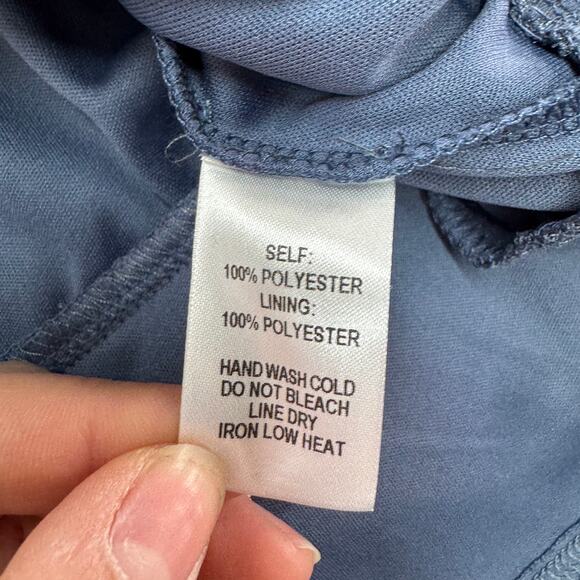 SELF:
100% POLYESTER
LINING:
100% POLYESTER
HAND WASH COLD
DO NOT BLEACH
LINE DRY
IRON LOW HEAT